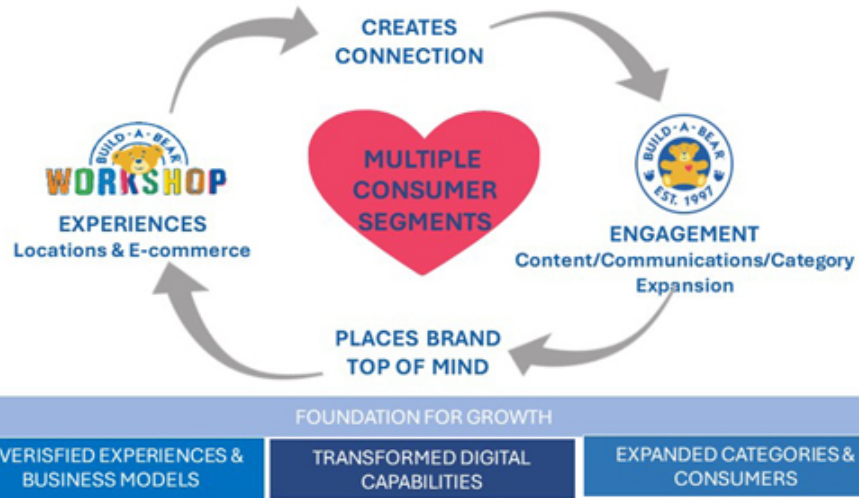 CREATES
CONNECTION
BUILD-A-BEAR
WORKSHOP
EXPERIENCES
Locations & E-commerce
MULTIPLE
CONSUMER
SEGMENTS
BUILD-A-BEAR
EST. 1997
ENGAGEMENT
Content/Communications/Category
Expansion
PLACES BRAND
TOP OF MIND
FOUNDATION FOR GROWTH
VERISFIED EXPERIENCES &
BUSINESS MODELS
TRANSFORMED DIGITAL
CAPABILITIES
EXPANDED CATEGORIES &
CONSUMERS